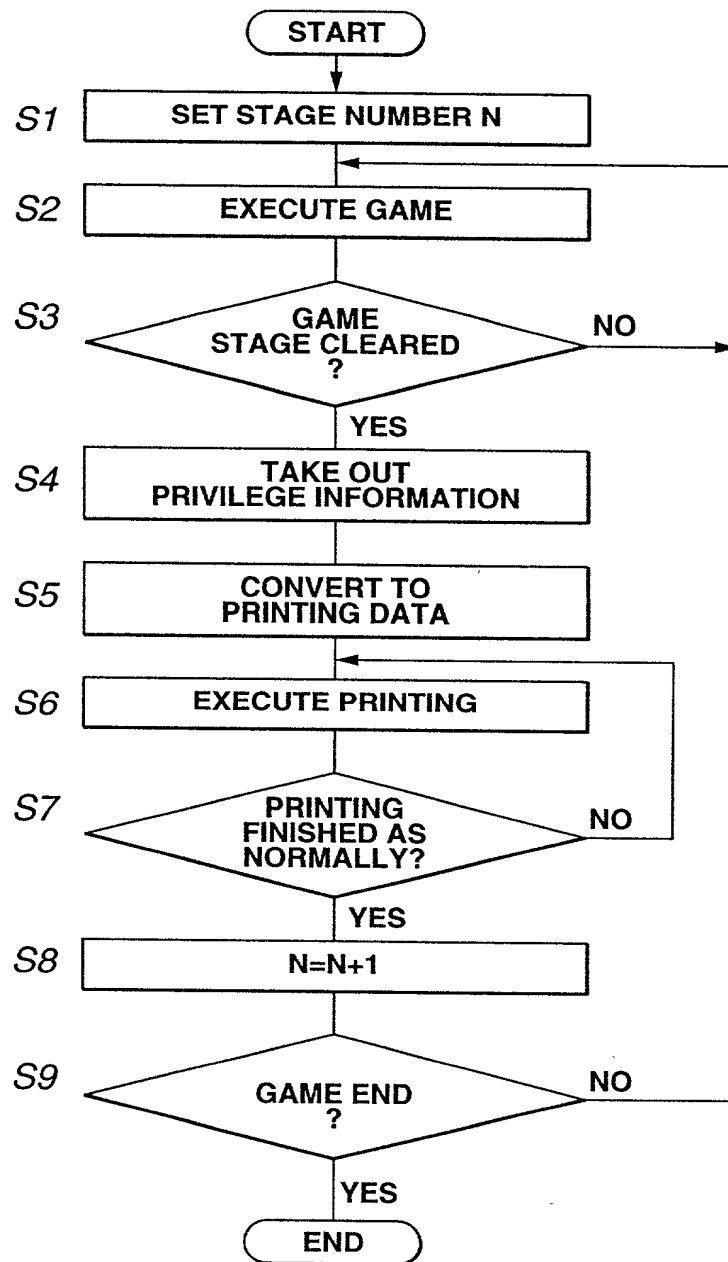 START
S1
SET STAGE NUMBER N
S2
EXECUTE GAME
S3
GAME
STAGE CLEARED
?
NO
YES
S4
TAKE OUT
PRIVILEGE INFORMATION
S5
CONVERT TO
PRINTING DATA
S6
EXECUTE PRINTING
S7
PRINTING
FINISHED AS
NORMALLY?
NO
YES
S8
N=N+1
S9
GAME END
?
NO
YES
END